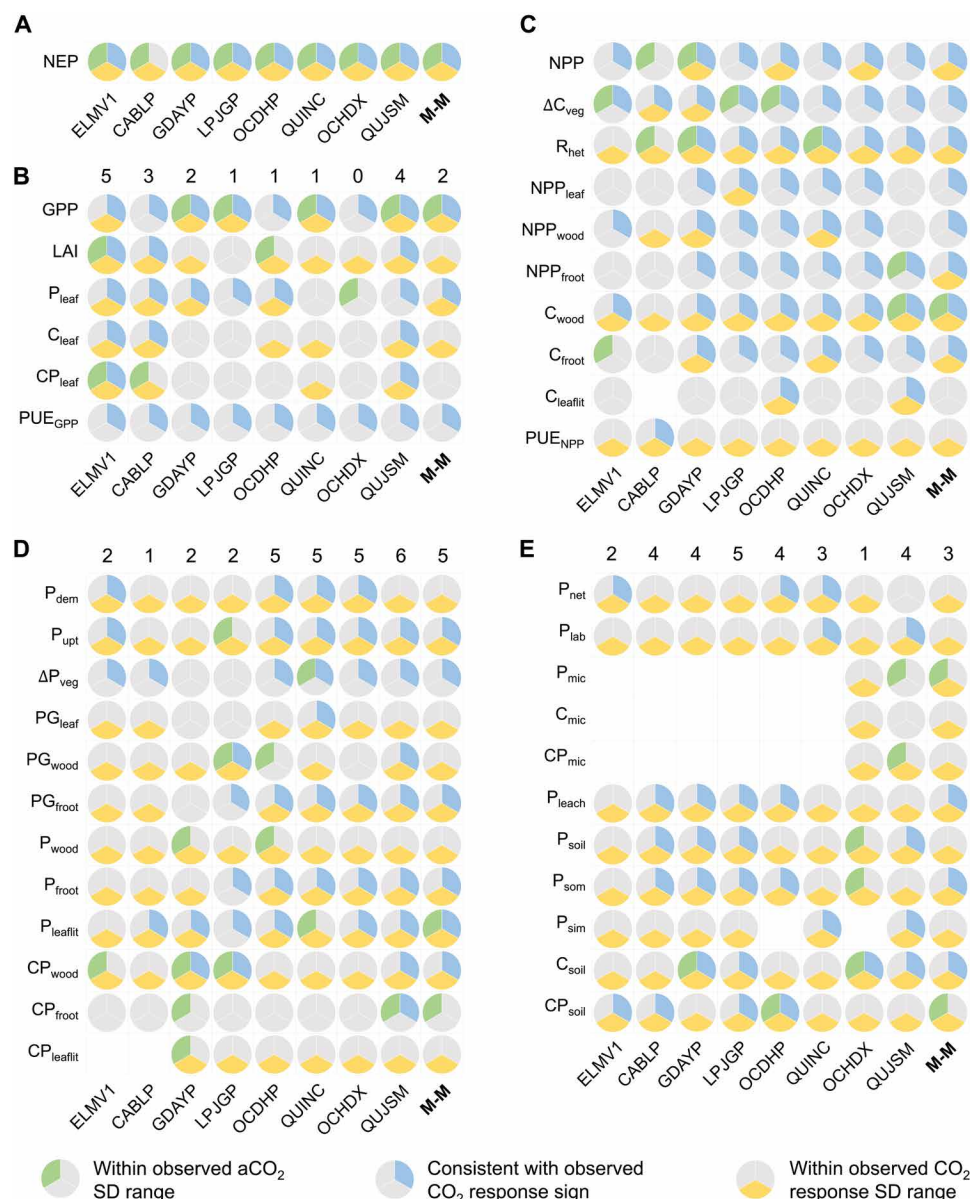 A
NEP
ELMV1 CABLP GDAYP LPJGP OCDHP QUINC OCHDX QUJSM M-M
B
5 3 2 1 1 1 0 4 2
GPP
LAI
Pleaf
Cleaf
CPleaf
PUEGPP
ELMV1 CABLP GDAYP LPJGP OCDHP QUINC OCHDX QUJSM M-M
C
NPP
ΔCveg
Rhet
NPPleaf
NPPwood
NPPfroot
Cwood
Cfroot
Cleaflit
PUENPP
ELMV1 CABLP GDAYP LPJGP OCDHP QUINC OCHDX QUJSM M-M
D
2 1 2 2 5 5 5 6 5
Pdem
Pupt
ΔPveg
PGleaf
PGwood
PGfroot
Pwood
Pfroot
Pleaflit
CPwood
CPfroot
CPleaflit
ELMV1 CABLP GDAYP LPJGP OCDHP QUINC OCHDX QUJSM M-M
E
2 4 4 5 4 3 1 4 3
Pnet
Plab
Pmic
Cmic
CPmic
Pleach
Psoil
Psom
Psim
Csoil
CPsoil
ELMV1 CABLP GDAYP LPJGP OCDHP QUINC OCHDX QUJSM M-M
Within observed aCO2
SD range
Consistent with observed
CO2 response sign
Within observed CO2
response SD range